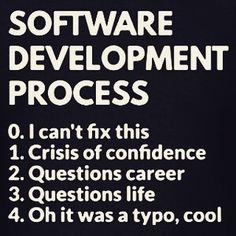 SOFTWARE
DEVELOPMENT
PROCESS
0. I can't fix this
1. Crisis of confidence
2. Questions career
3. Questions life
4. Oh it was a typo, cool